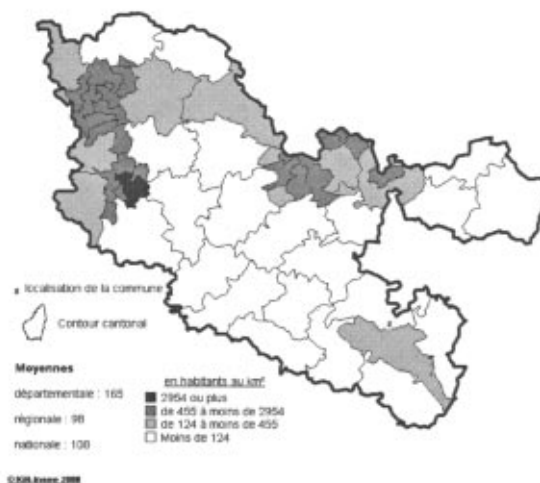 localisation de la commune
Contour cantonal
Moyennes
départementale : 165
régionale : 98
nationale : 108
en habitants au km²
2954 ou plus
de 455 à moins de 2954
de 124 à moins de 455
Moins de 124